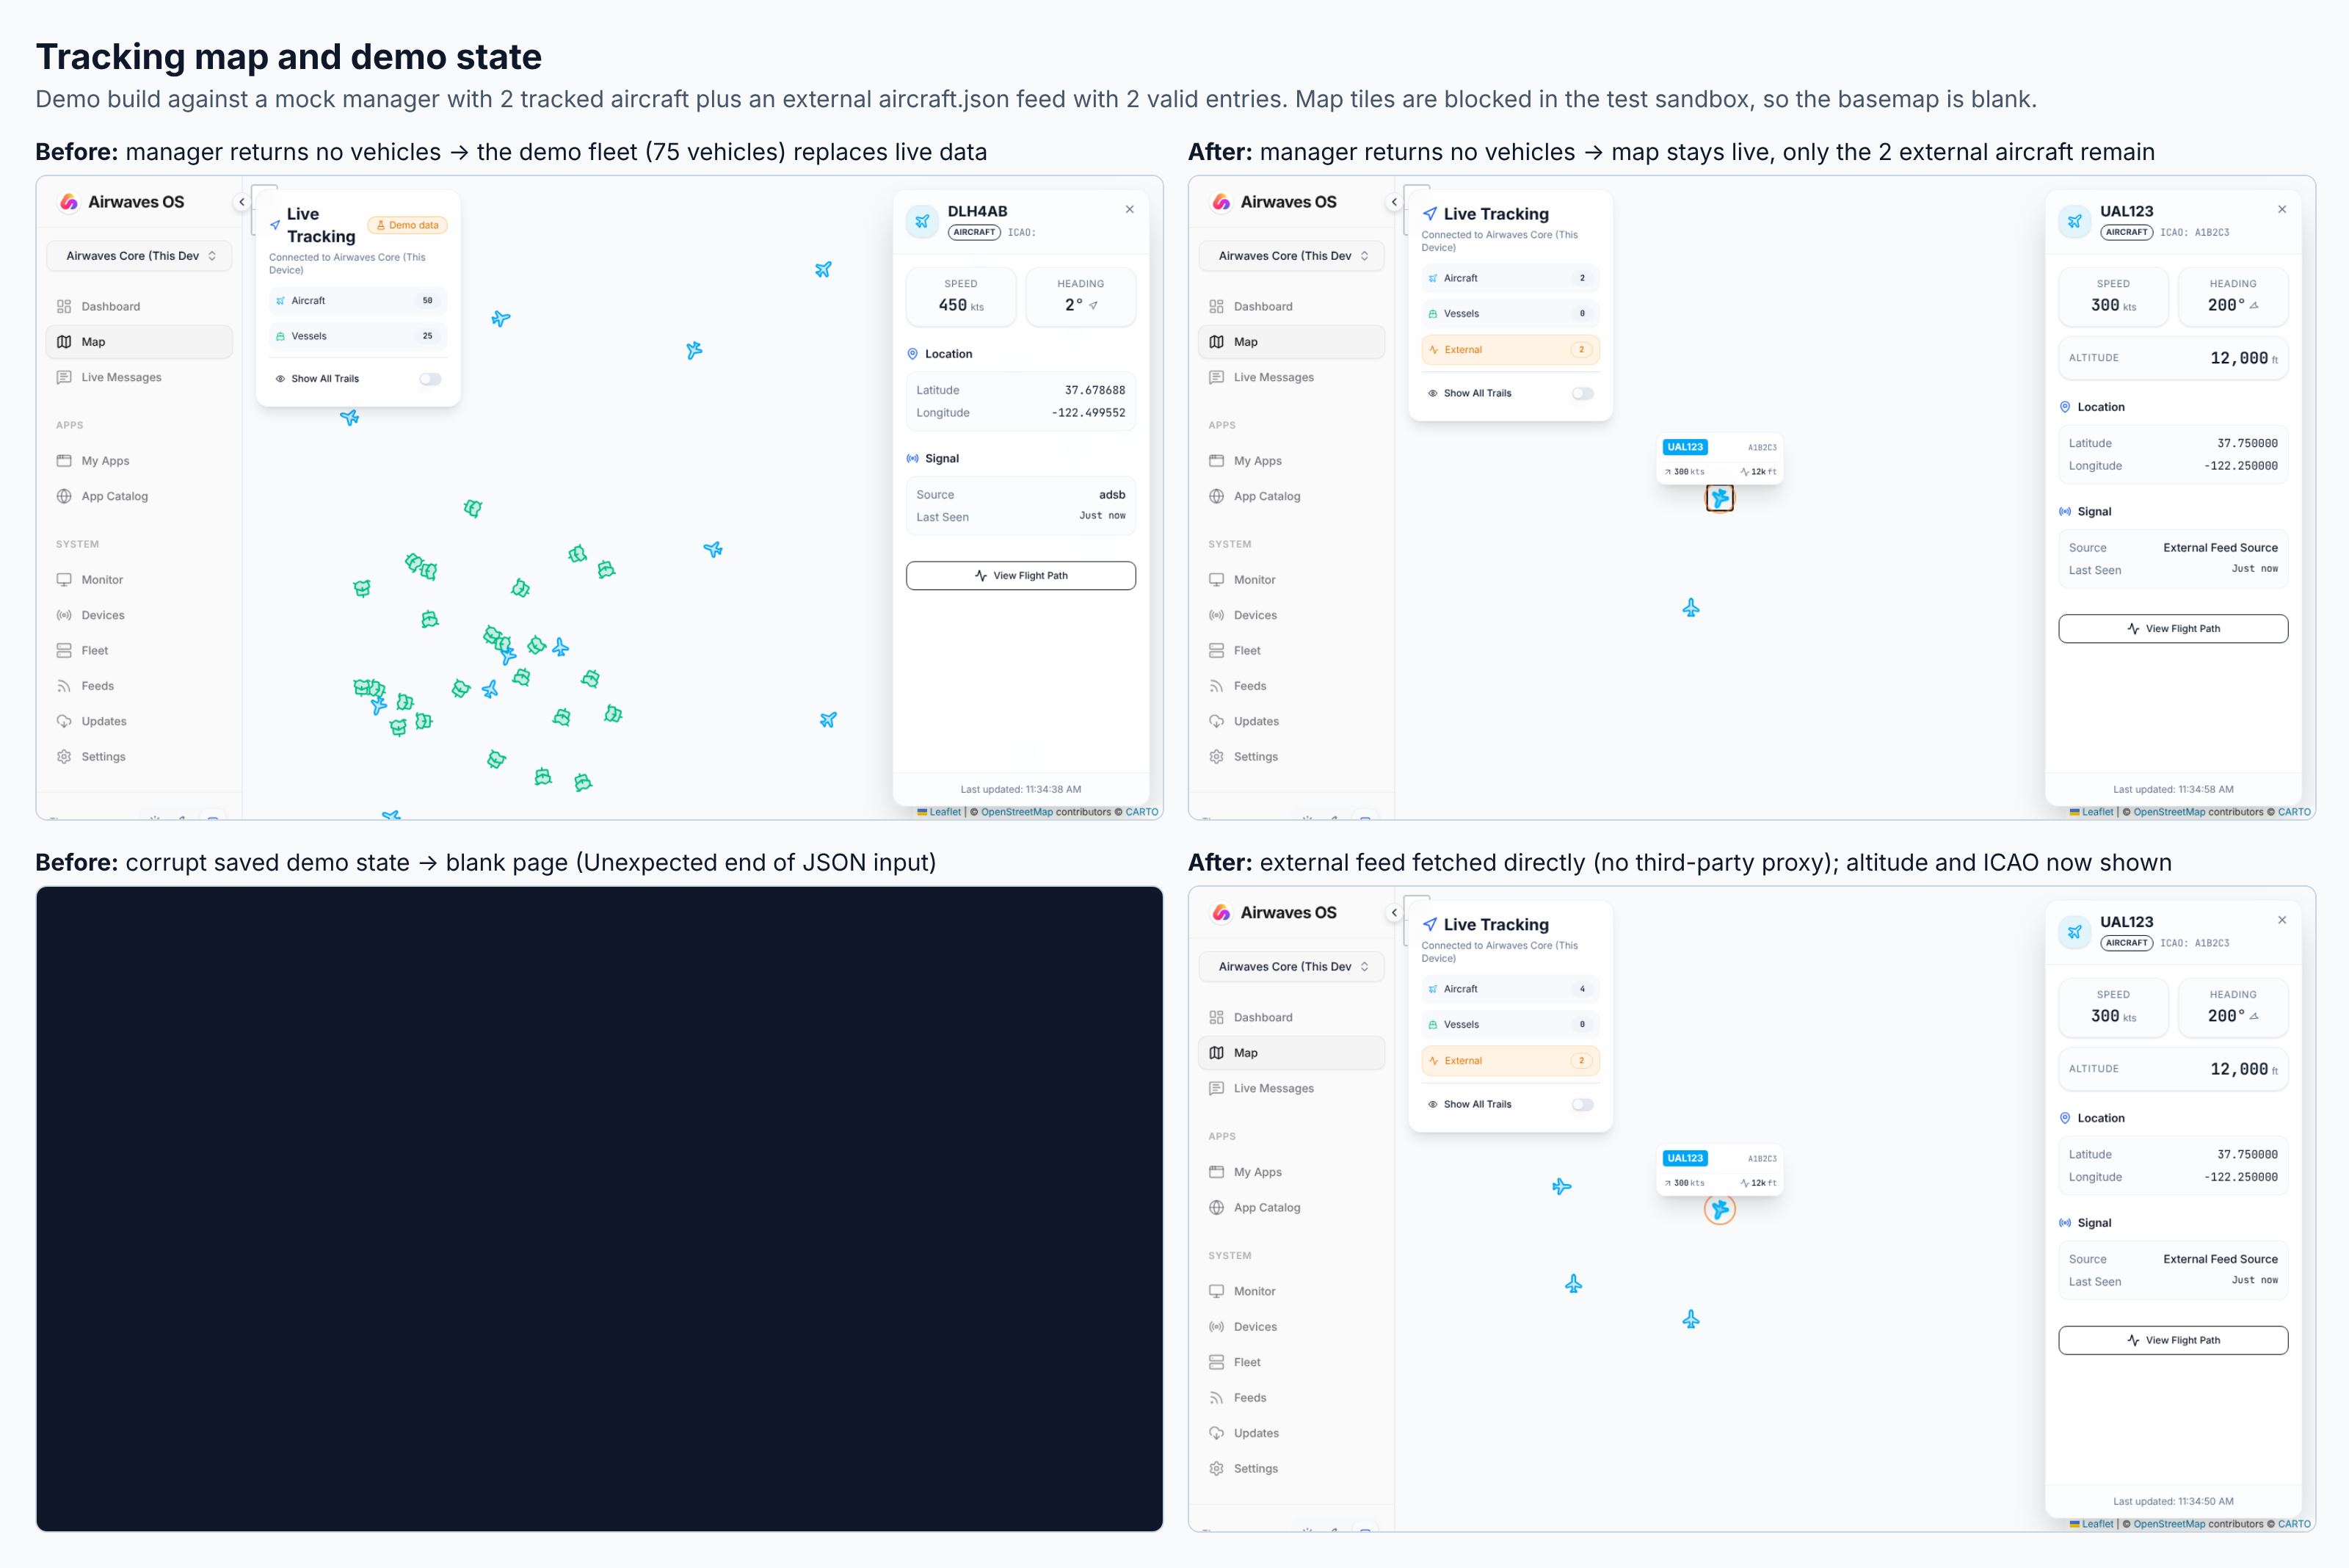 Tracking map and demo state
Demo build against a mock manager with 2 tracked aircraft plus an external aircraft.json feed with 2 valid entries. Map tiles are blocked in the test sandbox, so the basemap is blank.
Before: manager returns no vehicles → the demo fleet (75 vehicles) replaces live data
Airwaves OS
Airwaves Core (This Dev
Dashboard
Map
Live Messages
APPS
My Apps
App Catalog
SYSTEM
Monitor
Devices
Fleet
Feeds
Updates
Settings
Live
Tracking
Demo data
Connected to Airwaves Core (This
Device)
Aircraft 50
Vessels 25
Show All Trails
DLH4AB
AIRCRAFT ICAO:
SPEED
450 kts
HEADING
2°
Location
Latitude 37.678688
Longitude -122.499552
Signal
Source adsb
Last Seen Just now
View Flight Path
Last updated: 11:34:38 AM
Leaflet | © OpenStreetMap contributors © CARTO
After: manager returns no vehicles → map stays live, only the 2 external aircraft remain
Airwaves OS
Airwaves Core (This Dev
Dashboard
Map
Live Messages
APPS
My Apps
App Catalog
SYSTEM
Monitor
Devices
Fleet
Feeds
Updates
Settings
Live Tracking
Connected to Airwaves Core (This
Device)
Aircraft 2
Vessels 0
External 2
Show All Trails
UAL123 A1B2C3
300 kts 12k ft
UAL123
AIRCRAFT ICAO: A1B2C3
SPEED
300 kts
HEADING
200°
ALTITUDE 12,000 ft
Location
Latitude 37.750000
Longitude -122.250000
Signal
Source External Feed Source
Last Seen Just now
View Flight Path
Last updated: 11:34:58 AM
Leaflet | © OpenStreetMap contributors © CARTO
Before: corrupt saved demo state → blank page (Unexpected end of JSON input)
After: external feed fetched directly (no third-party proxy); altitude and ICAO now shown
Airwaves OS
Airwaves Core (This Dev
Dashboard
Map
Live Messages
APPS
My Apps
App Catalog
SYSTEM
Monitor
Devices
Fleet
Feeds
Updates
Settings
Live Tracking
Connected to Airwaves Core (This
Device)
Aircraft 4
Vessels 0
External 2
Show All Trails
UAL123 A1B2C3
300 kts 12k ft
UAL123
AIRCRAFT ICAO: A1B2C3
SPEED
300 kts
HEADING
200°
ALTITUDE 12,000 ft
Location
Latitude 37.750000
Longitude -122.250000
Signal
Source External Feed Source
Last Seen Just now
View Flight Path
Last updated: 11:34:50 AM
Leaflet | © OpenStreetMap contributors © CARTO